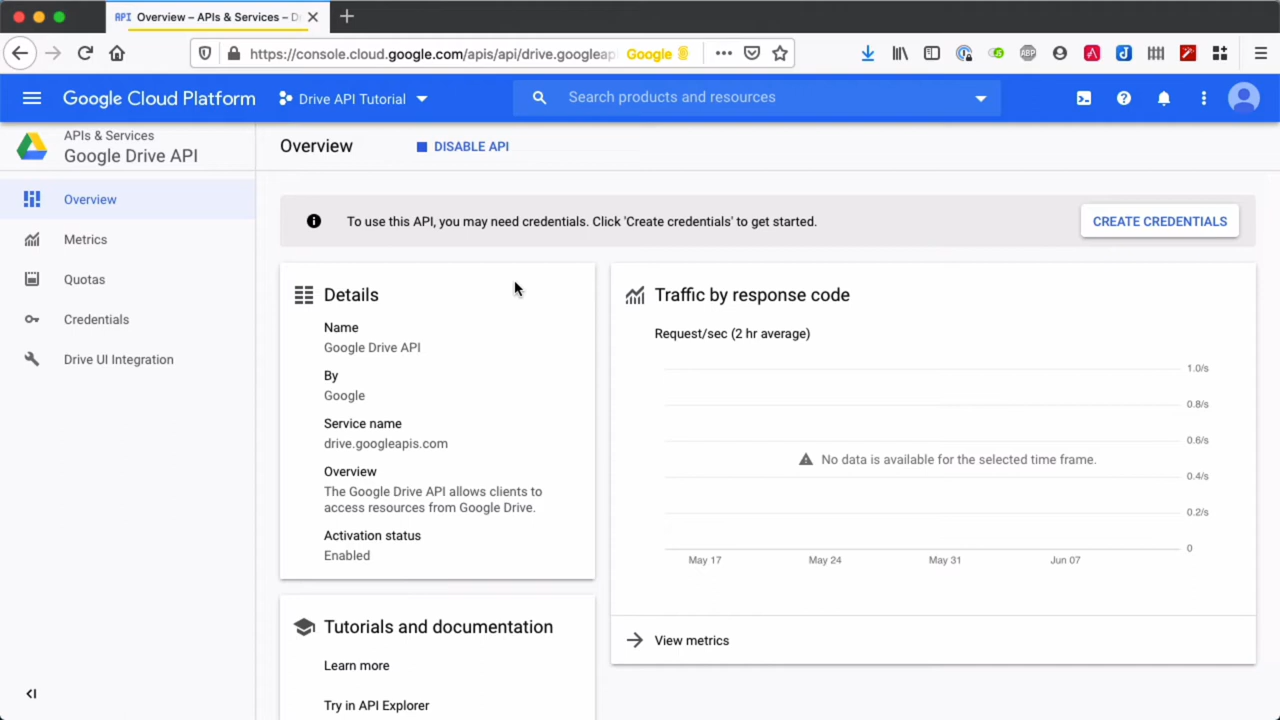 API Overview – APIs & Services – D
https://console.cloud.google.com/apis/api/drive.googleap
Google
ABP
Google Cloud Platform
Drive API Tutorial
Search products and resources
APIs & Services
Google Drive API
Overview
DISABLE API
Overview
Metrics
Quotas
Credentials
Drive UI Integration
To use this API, you may need credentials. Click 'Create credentials' to get started.
CREATE CREDENTIALS
Details
Name
Google Drive API
By
Google
Service name
drive.googleapis.com
Overview
The Google Drive API allows clients to
access resources from Google Drive.
Activation status
Enabled
Tutorials and documentation
Learn more
Try in API Explorer
Traffic by response code
Request/sec (2 hr average)
1.0/s
0.8/s
0.6/s
No data is available for the selected time frame.
0.4/s
0.2/s
0
May 17 May 24 May 31 Jun 07
View metrics